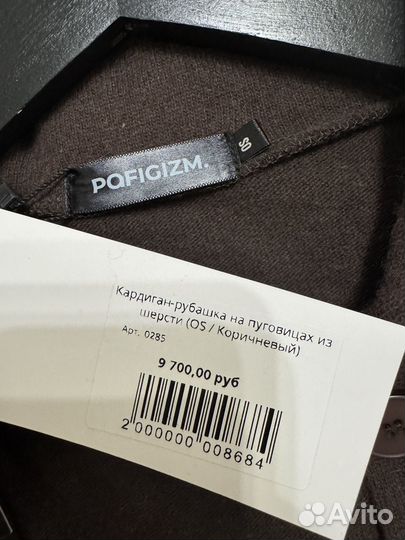 POFIGIZM.
OS
Кардиган-рубашка на пуговицах из
шерсти (OS / Коричневый)
Арт. 0285
9 700,00 руб
2 000000 008684
Avito